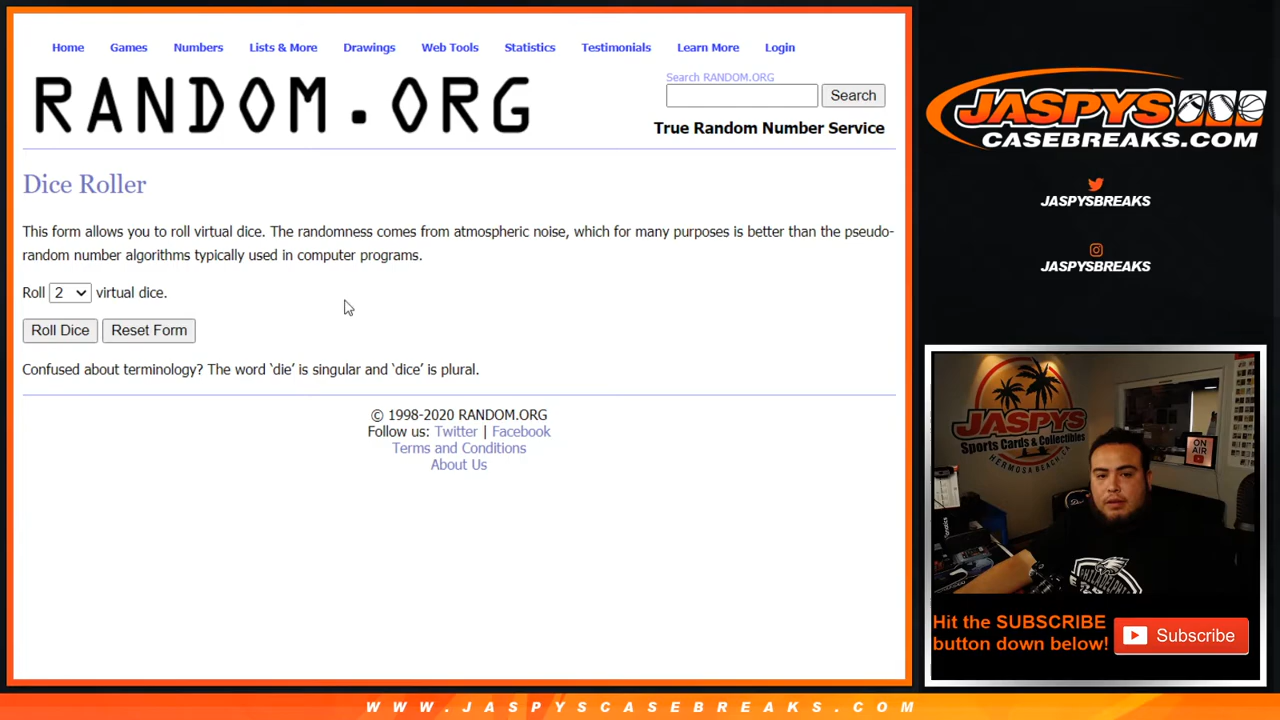 Home Games Numbers Lists & More Drawings Web Tools Statistics Testimonials Learn More Login
RANDOM.ORG
Search RANDOM.ORG
Search
True Random Number Service
Dice Roller
This form allows you to roll virtual dice. The randomness comes from atmospheric noise, which for many purposes is better than the pseudo-
random number algorithms typically used in computer programs.
Roll 2 virtual dice.
Roll Dice Reset Form
Confused about terminology? The word ‘die’ is singular and ‘dice’ is plural.
© 1998-2020 RANDOM.ORG
Follow us: Twitter | Facebook
Terms and Conditions
About Us
JASPYS
CASEBREAKS.COM
JASPYSBREAKS
JASPYSBREAKS
JASPYS
Sports Cards & Collectibles
HERMOSA BEACH, CA
ON
AIR
Hit the SUBSCRIBE
button down below!
Subscribe
WWW.JASPYSCASEBREAKS.COM